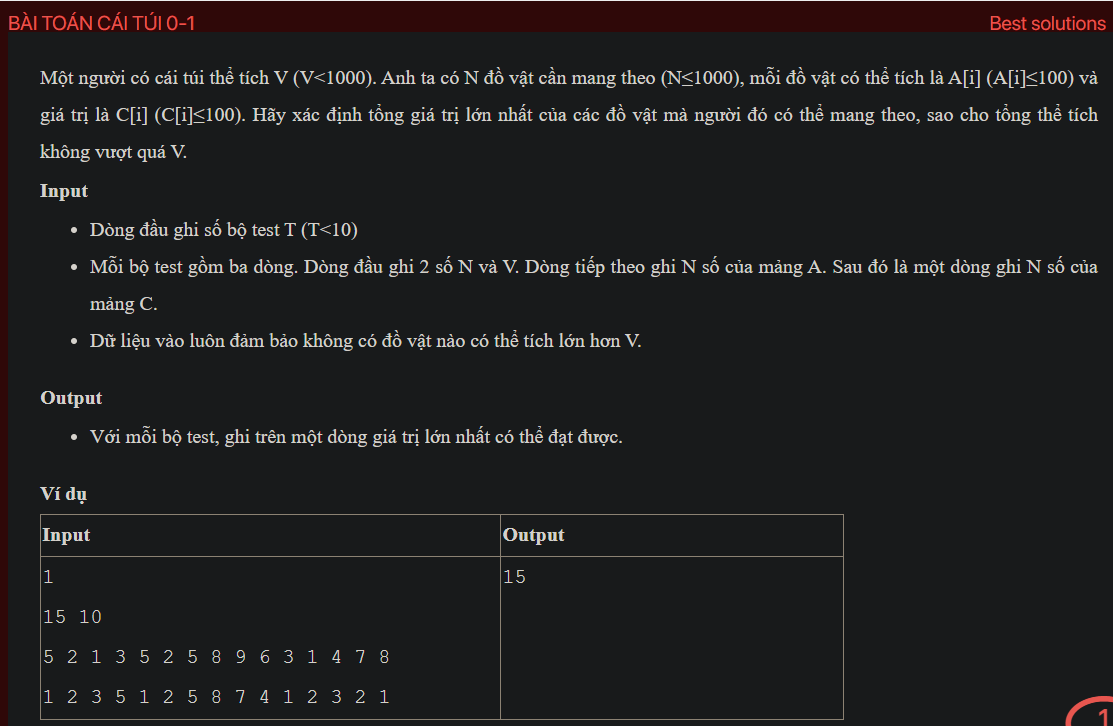 BÀI TOÁN CÁI TÚI 0-1
Best solutions
Một người có cái túi thể tích V (V<1000). Anh ta có N đồ vật cần mang theo (N≤1000), mỗi đồ vật có thể tích là A[i] (A[i]≤100) và
giá trị là C[i] (C[i]≤100). Hãy xác định tổng giá trị lớn nhất của các đồ vật mà người đó có thể mang theo, sao cho tổng thể tích
không vượt quá V.
Input
• Dòng đầu ghi số bộ test T (T<10)
• Mỗi bộ test gồm ba dòng. Dòng đầu ghi 2 số N và V. Dòng tiếp theo ghi N số của mảng A. Sau đó là một dòng ghi N số của
mảng C.
• Dữ liệu vào luôn đảm bảo không có đồ vật nào có thể tích lớn hơn V.
Output
• Với mỗi bộ test, ghi trên một dòng giá trị lớn nhất có thể đạt được.
Ví dụ
Input Output
1 15
15 10
5 2 1 3 5 2 5 8 9 6 3 1 4 7 8
1 2 3 5 1 2 5 8 7 4 1 2 3 2 1
1